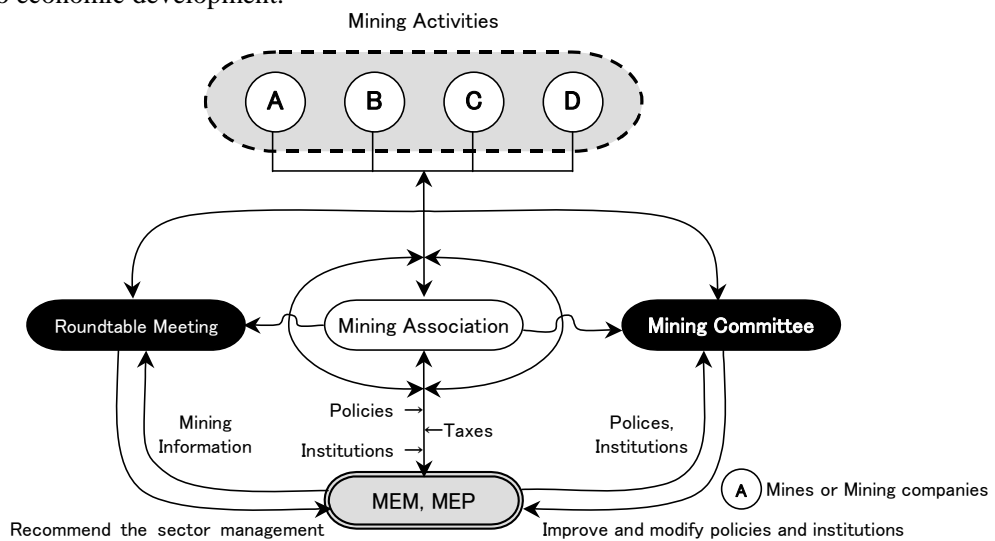 o economic development.
Mining Activities
A B C D
Roundtable Meeting
Mining Association
Mining Committee
Policies
Taxes
Institutions
Mining
Information
Polices,
Institutions
MEM, MEP
A Mines or Mining companies
Recommend the sector management
Improve and modify policies and institutions